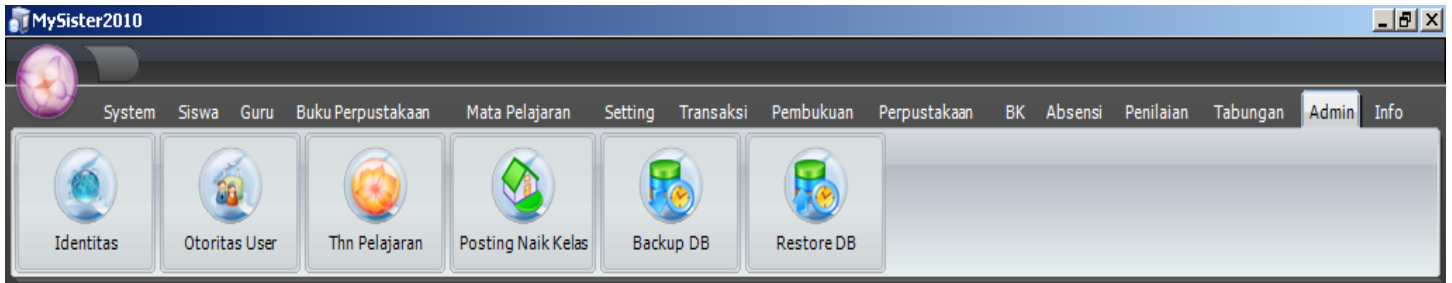 MySister2010
System Siswa Guru Buku Perpustakaan Mata Pelajaran Setting Transaksi Pembukuan Perpustakaan BK Absensi Penilaian Tabungan Admin Info
Identitas Otoritas User Thn Pelajaran Posting Naik Kelas Backup DB Restore DB